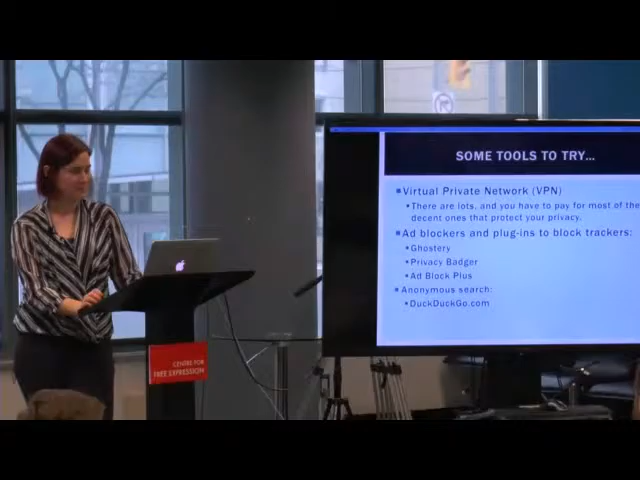 SOME TOOLS TO TRY...
Virtual Private Network (VPN)
There are lots, and you have to pay for most of the
decent ones that protect your privacy.
Ad blockers and plug-ins to block trackers:
Ghostery
Privacy Badger
Ad Block Plus
Anonymous search:
DuckDuckGo.com
CENTRE FOR
FREE EXPRESSION